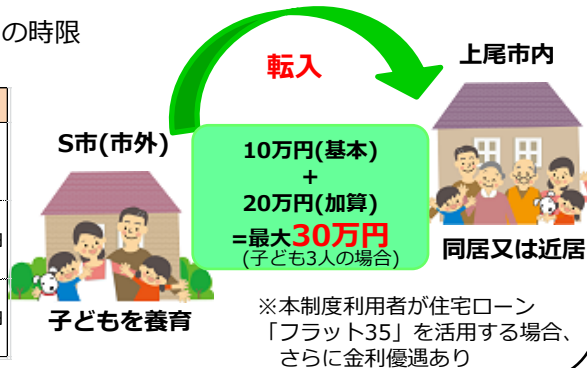 の時限
転入
上尾市内
S市(市外)
10万円(基本)
+
20万円(加算)
=最大30万円
(子ども3人の場合)
同居又は近居
子どもを養育
※本制度利用者が住宅ローン
「フラット35」を活用する場合、
さらに金利優遇あり